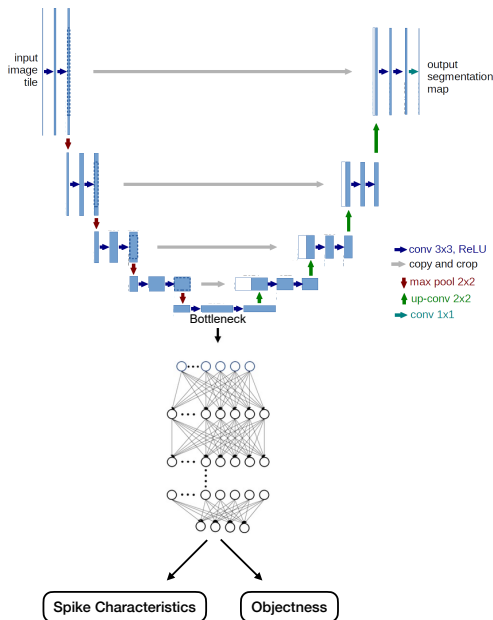 input
image
tile
output
segmentation
map
conv 3x3, ReLU
copy and crop
max pool 2x2
up-conv 2x2
conv 1x1
Bottleneck
Spike Characteristics
Objectness